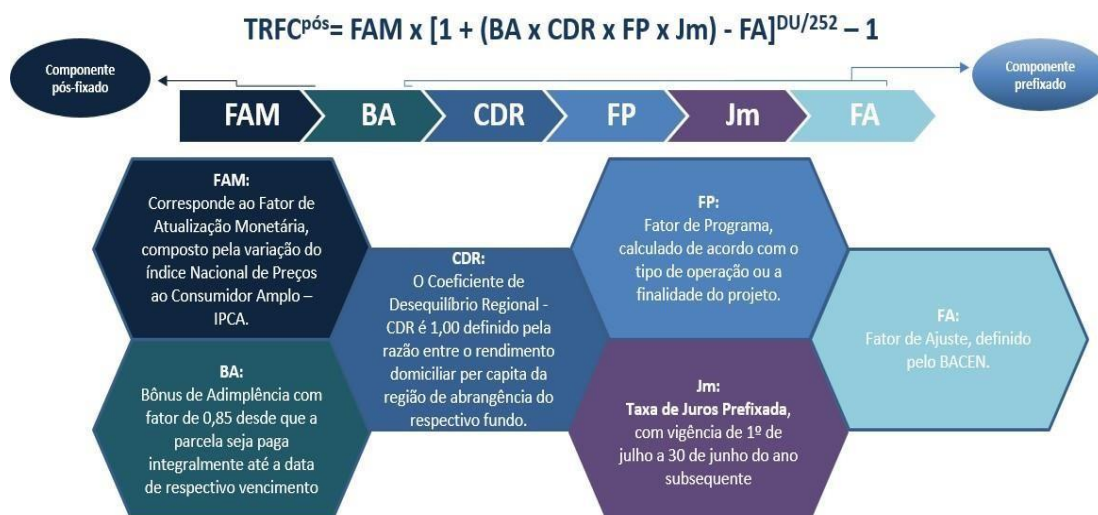 TRFCpós= FAM x [1 + (BA x CDR x FP x Jm) - FA]DU/252 – 1
Componente
pós-fixado
Componente
prefixado
FAM
BA
CDR
FP
Jm
FA
FAM:
Corresponde ao Fator de
Atualização Monetária,
composto pela variação do
índice Nacional de Preços
ao Consumidor Amplo –
IPCA.
BA:
Bônus de Adimplência com
fator de 0,85 desde que a
parcela seja paga
integralmente até a data
de respectivo vencimento
CDR:
O Coeficiente de
Desequilíbrio Regional -
CDR é 1,00 definido pela
razão entre o rendimento
domiciliar per capita da
região de abrangência do
respectivo fundo.
FP:
Fator de Programa,
calculado de acordo com o
tipo de operação ou a
finalidade do projeto.
Jm:
Taxa de Juros Prefixada,
com vigência de 1º de
julho a 30 de junho do ano
subsequente
FA:
Fator de Ajuste, definido
pelo BACEN.